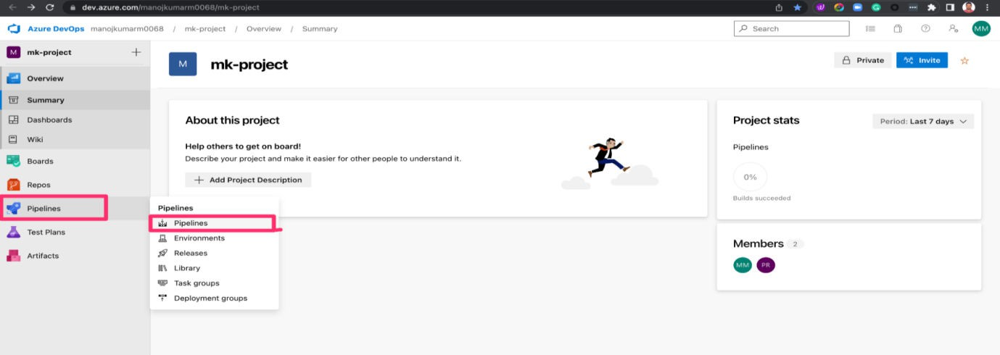 dev.azure.com/manojkumarm0068/mk-project
Azure DevOps manojkumarm0068 / mk-project / Overview / Summary
Search
MM
M mk-project
Overview
Summary
Dashboards
Wiki
Boards
Repos
Pipelines
Test Plans
Artifacts
M mk-project
Private
Invite
About this project
Help others to get on board!
Describe your project and make it easier for other people to understand it.
Add Project Description
Pipelines
Pipelines
Environments
Releases
Library
Task groups
Deployment groups
Project stats
Period: Last 7 days
Pipelines
0%
Builds succeeded
Members 2
MM PR